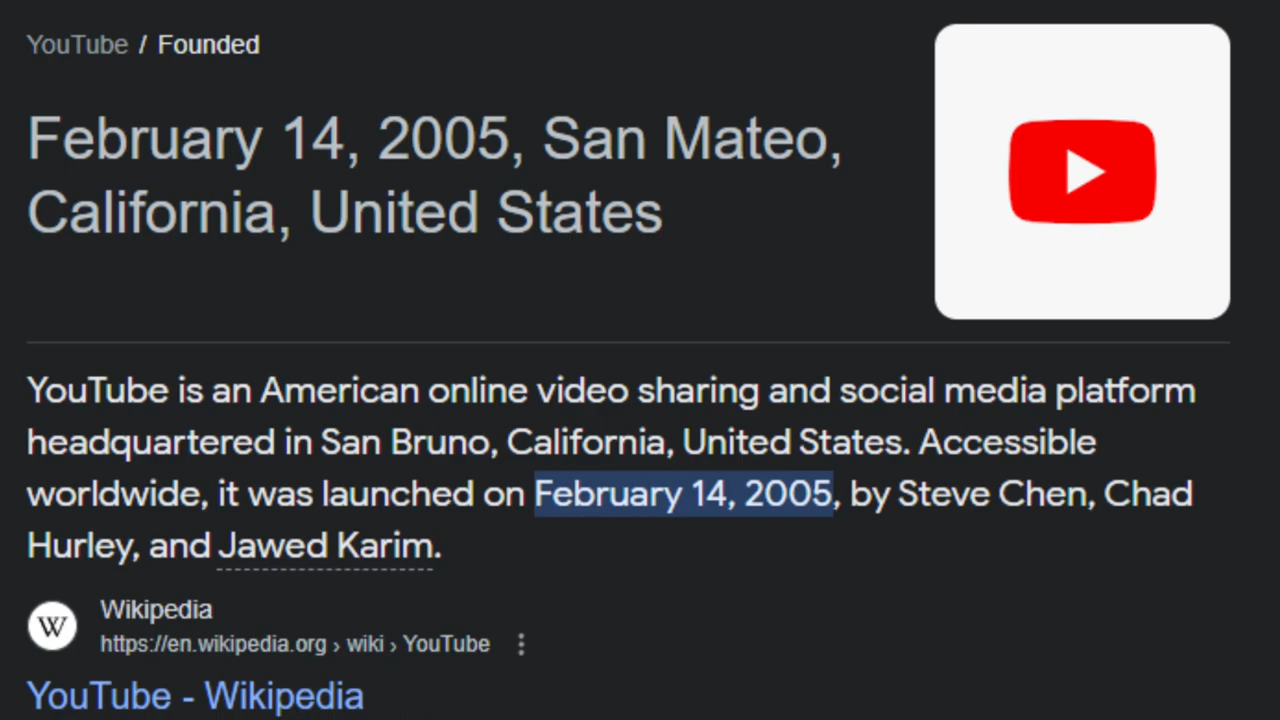 YouTube / Founded
February 14, 2005, San Mateo,
California, United States
YouTube is an American online video sharing and social media platform
headquartered in San Bruno, California, United States. Accessible
worldwide, it was launched on February 14, 2005, by Steve Chen, Chad
Hurley, and Jawed Karim.
W
Wikipedia
https://en.wikipedia.org › wiki › YouTube
YouTube - Wikipedia